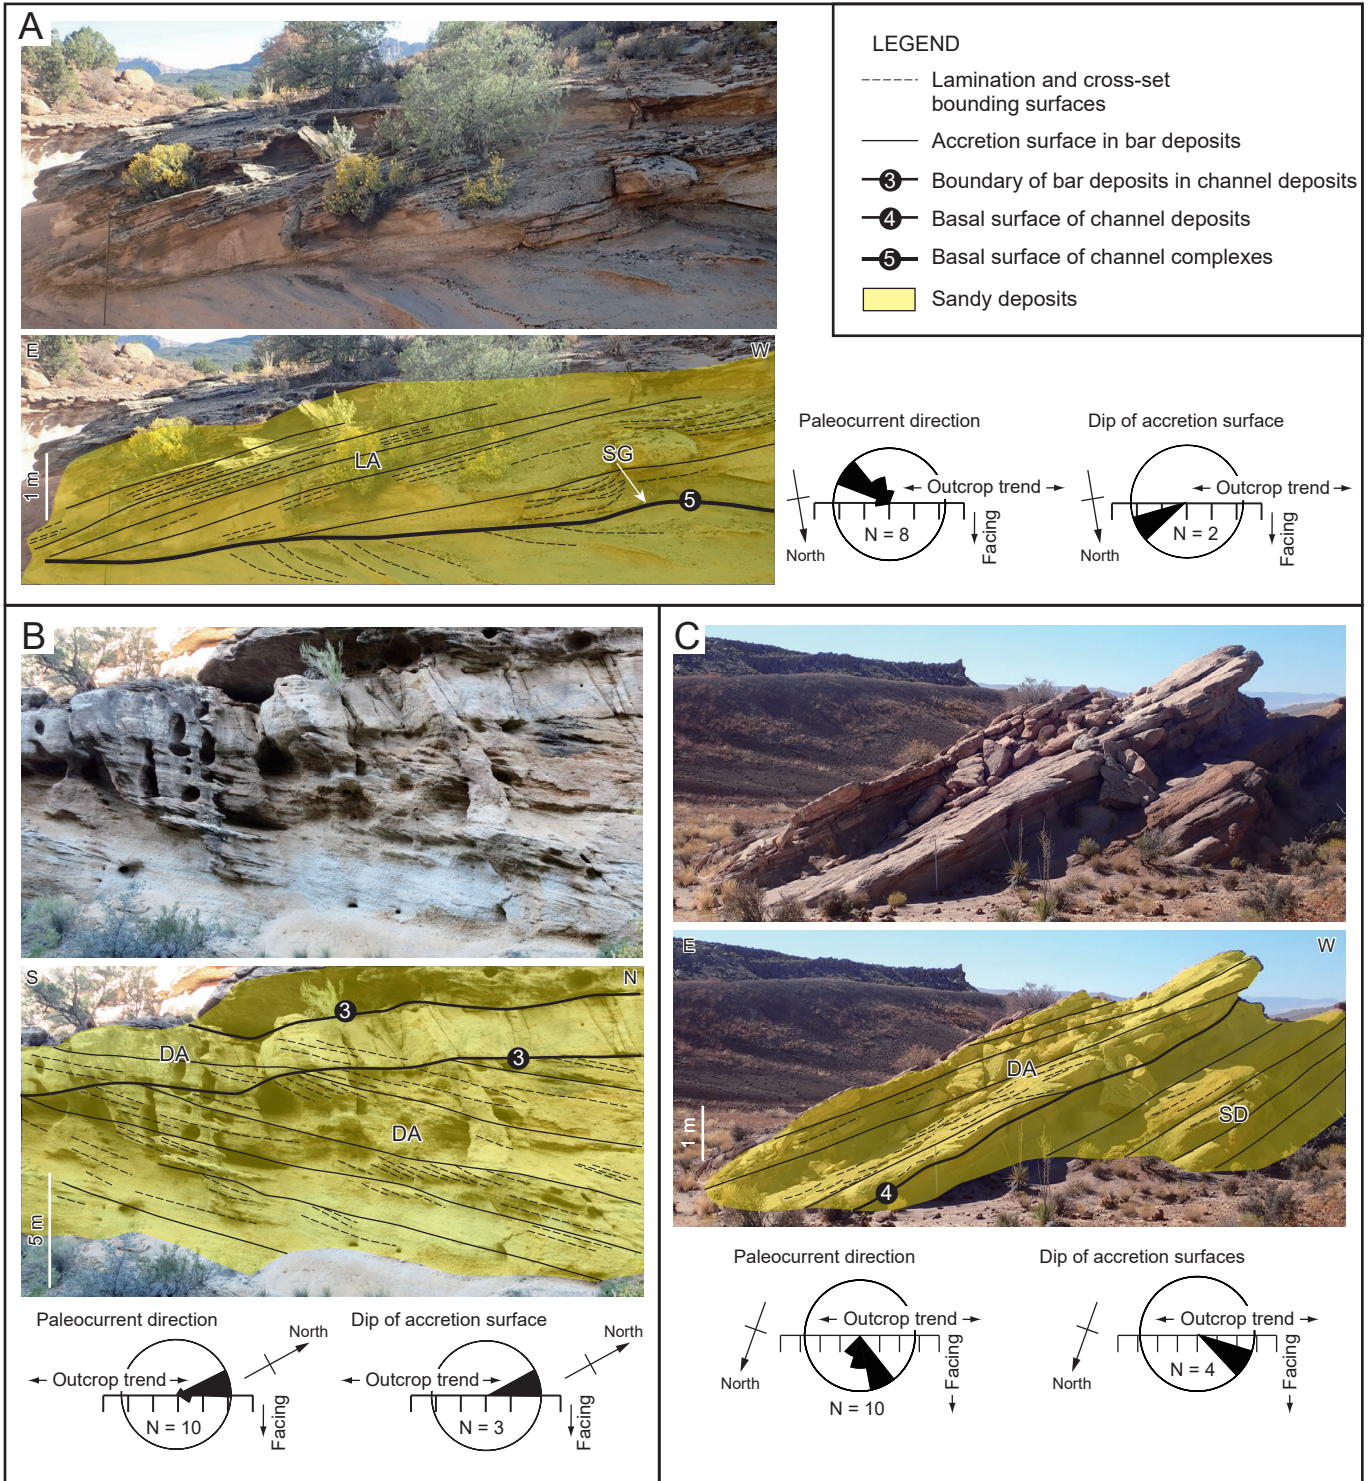 A
LEGEND
Lamination and cross-set
bounding surfaces
Accretion surface in bar deposits
3 Boundary of bar deposits in channel deposits
4 Basal surface of channel deposits
5 Basal surface of channel complexes
Sandy deposits
E W
1 m
LA
SG
5
Paleocurrent direction
Outcrop trend
N = 8
North
Facing
Dip of accretion surface
Outcrop trend
N = 2
North
Facing
B
S N
3
3
DA
DA
5 m
Paleocurrent direction
North
Outcrop trend
N = 10
Facing
Dip of accretion surface
North
Outcrop trend
N = 3
Facing
C
E W
1 m
DA
SD
4
Paleocurrent direction
Outcrop trend
North
N = 10
Facing
Dip of accretion surfaces
Outcrop trend
N = 4
North
Facing